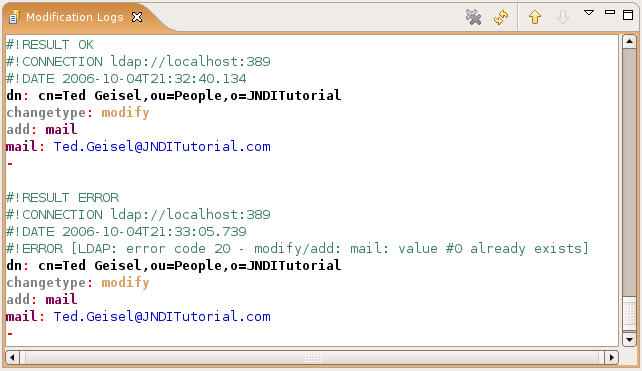 Modification Logs
#!RESULT OK
#!CONNECTION ldap://localhost:389
#!DATE 2006-10-04T21:32:40.134
dn: cn=Ted Geisel,ou=People,o=JNDITutorial
changetype: modify
add: mail
mail: Ted.Geisel@JNDITutorial.com
-
#!RESULT ERROR
#!CONNECTION ldap://localhost:389
#!DATE 2006-10-04T21:33:05.739
#!ERROR [LDAP: error code 20 - modify/add: mail: value #0 already exists]
dn: cn=Ted Geisel,ou=People,o=JNDITutorial
changetype: modify
add: mail
mail: Ted.Geisel@JNDITutorial.com
-